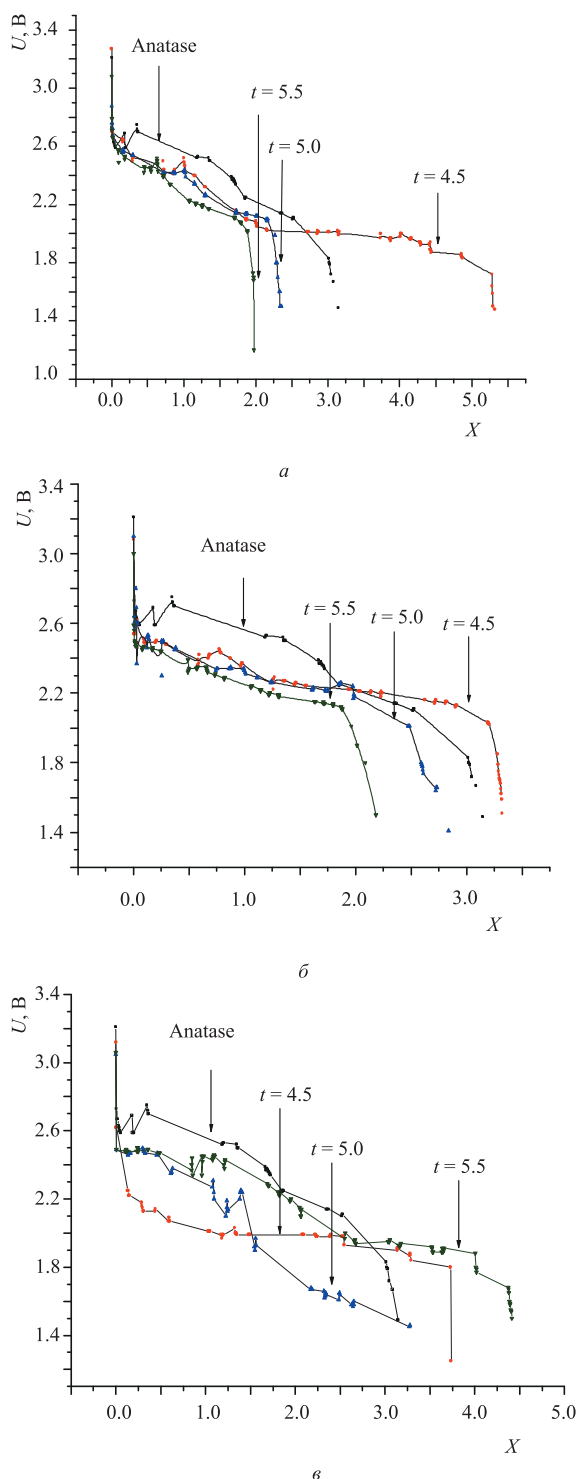 U, В
3.4
Anatase
3.0
t = 5.5
2.6
t = 5.0
t = 4.5
2.2
1.8
1.4
1.0
0.0 1.0 2.0 3.0 4.0 5.0
X
а
U, В
3.4
3.0
Anatase
2.6
t = 5.5
t = 5.0
t = 4.5
2.2
1.8
1.4
0.0 1.0 2.0 3.0
X
б
U, В
3.4
Anatase
3.0
t = 4.5
2.6
t = 5.0
t = 5.5
2.2
1.8
1.4
0.0 1.0 2.0 3.0 4.0 5.0
X
в